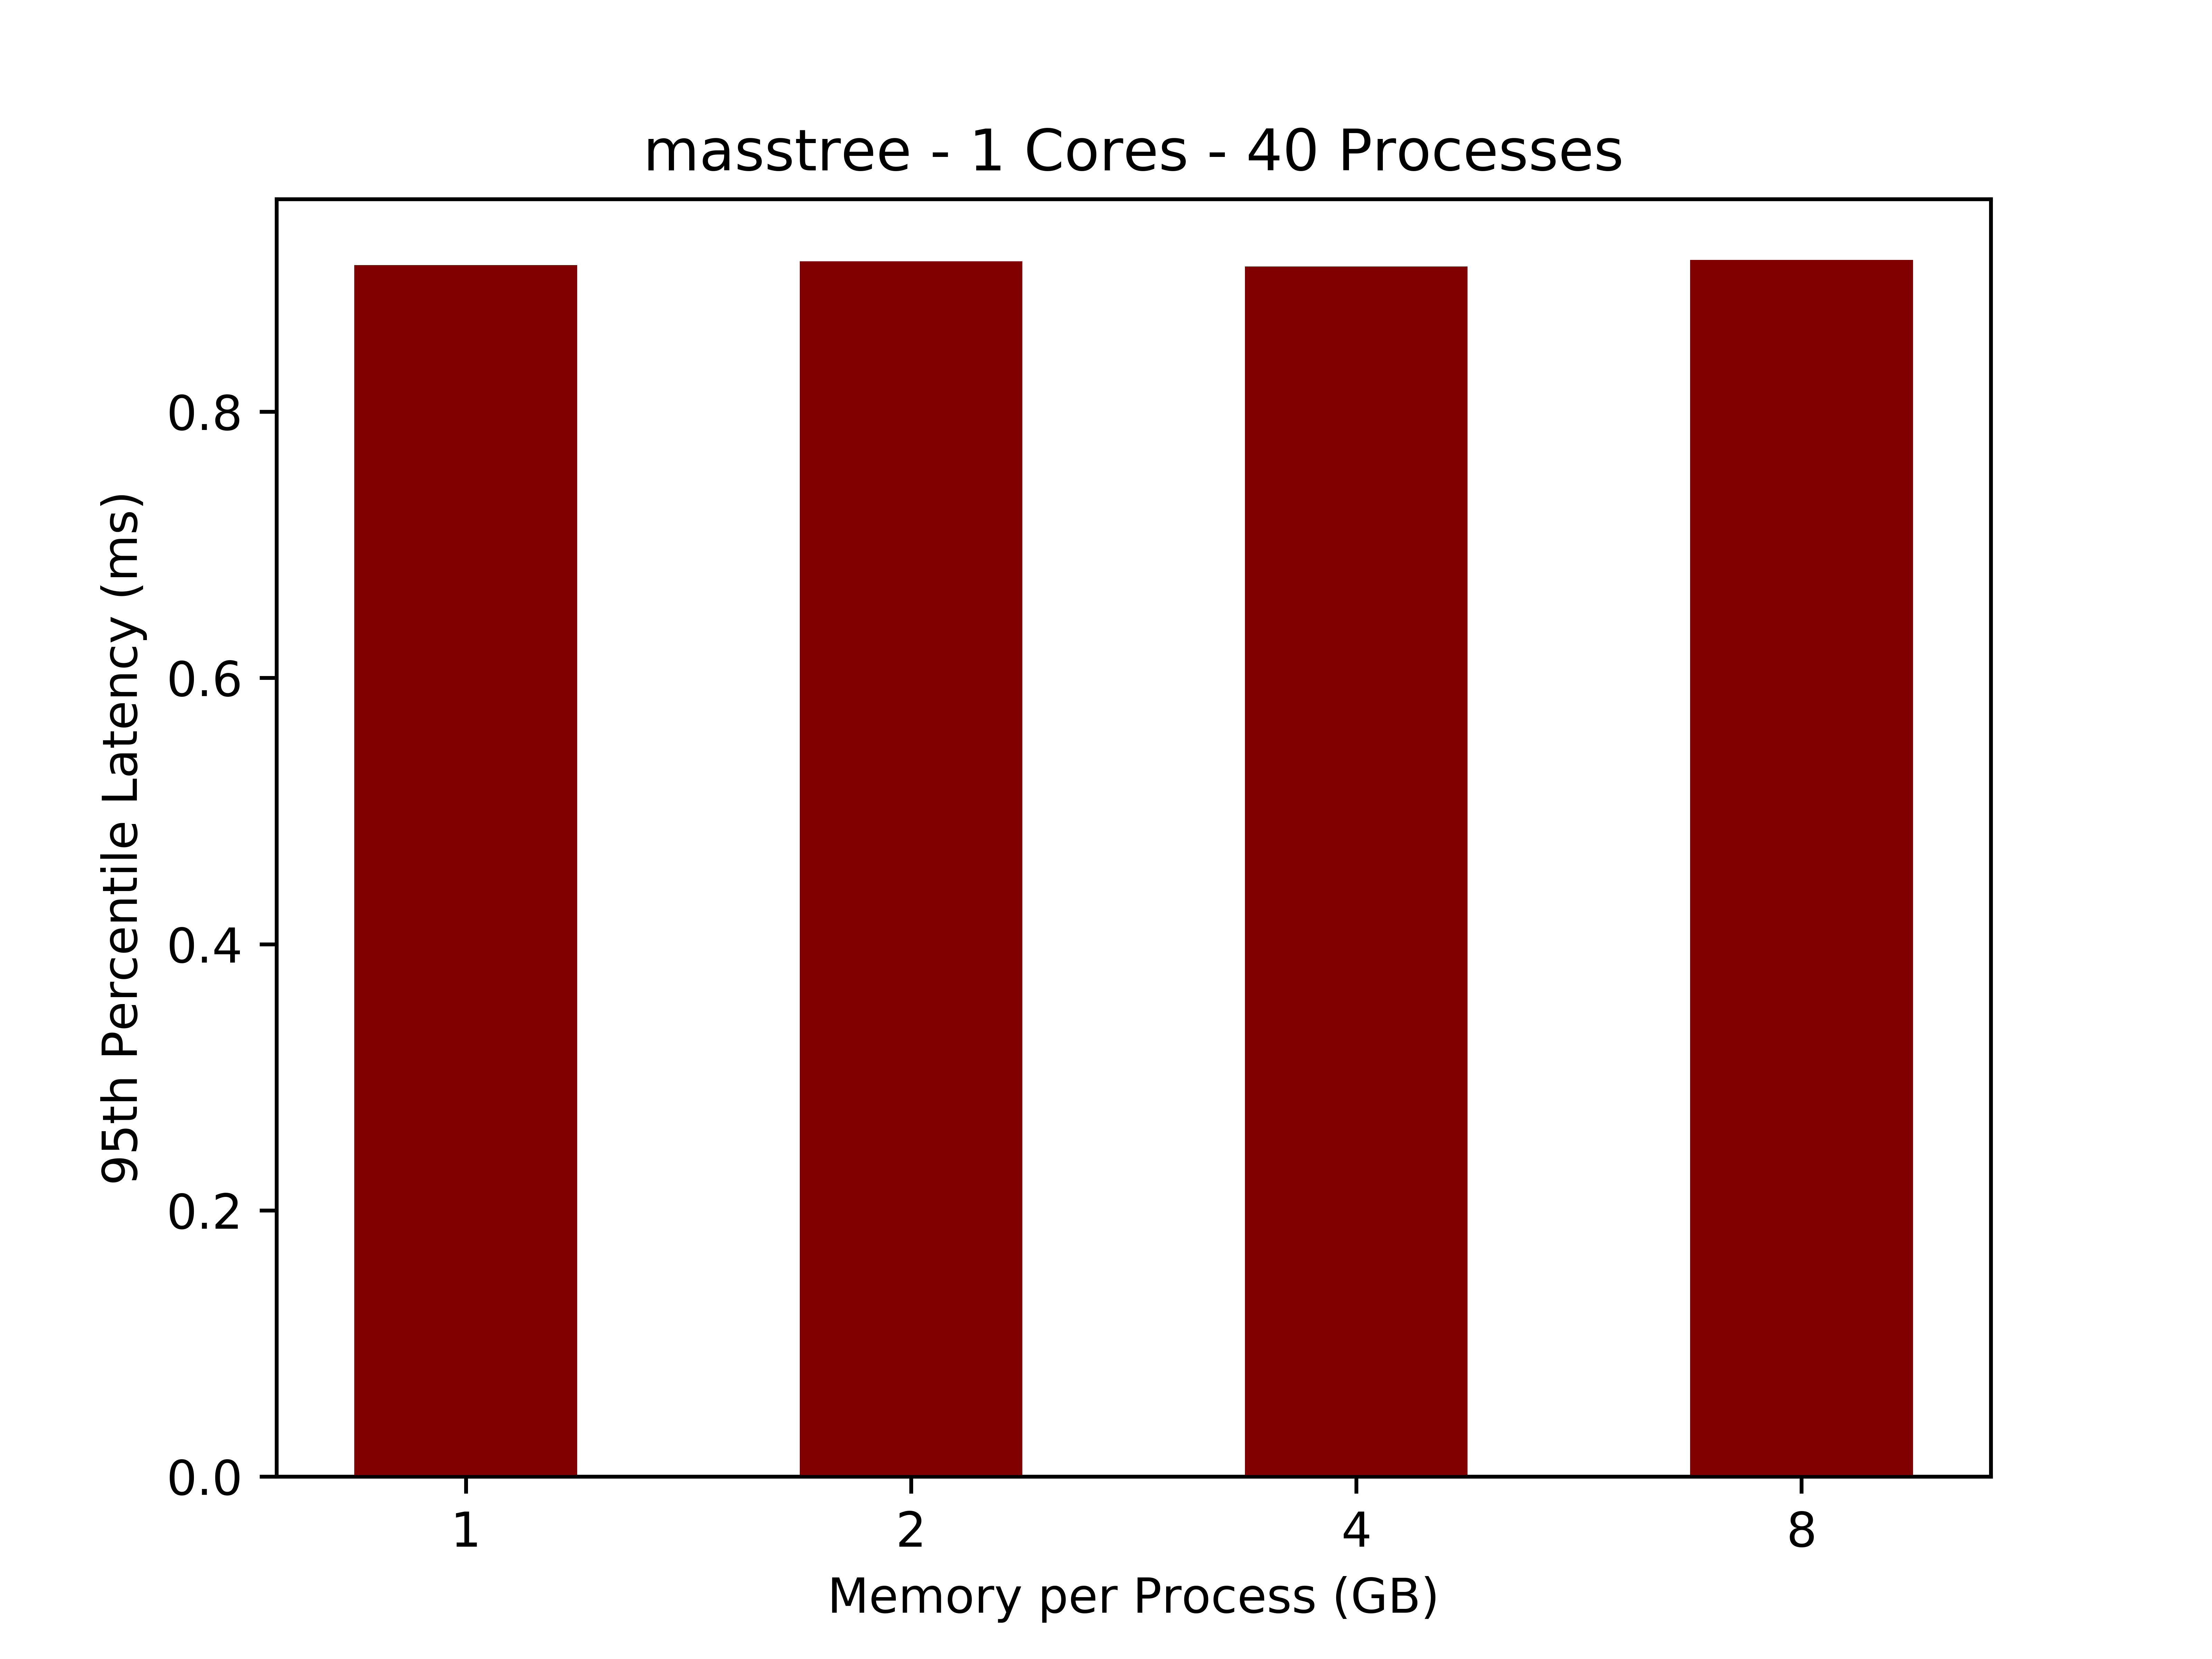 masstree - 1 Cores - 40 Processes
95th Percentile Latency (ms)
0.8
0.6
0.4
0.2
0.0
1 2 4 8
Memory per Process (GB)